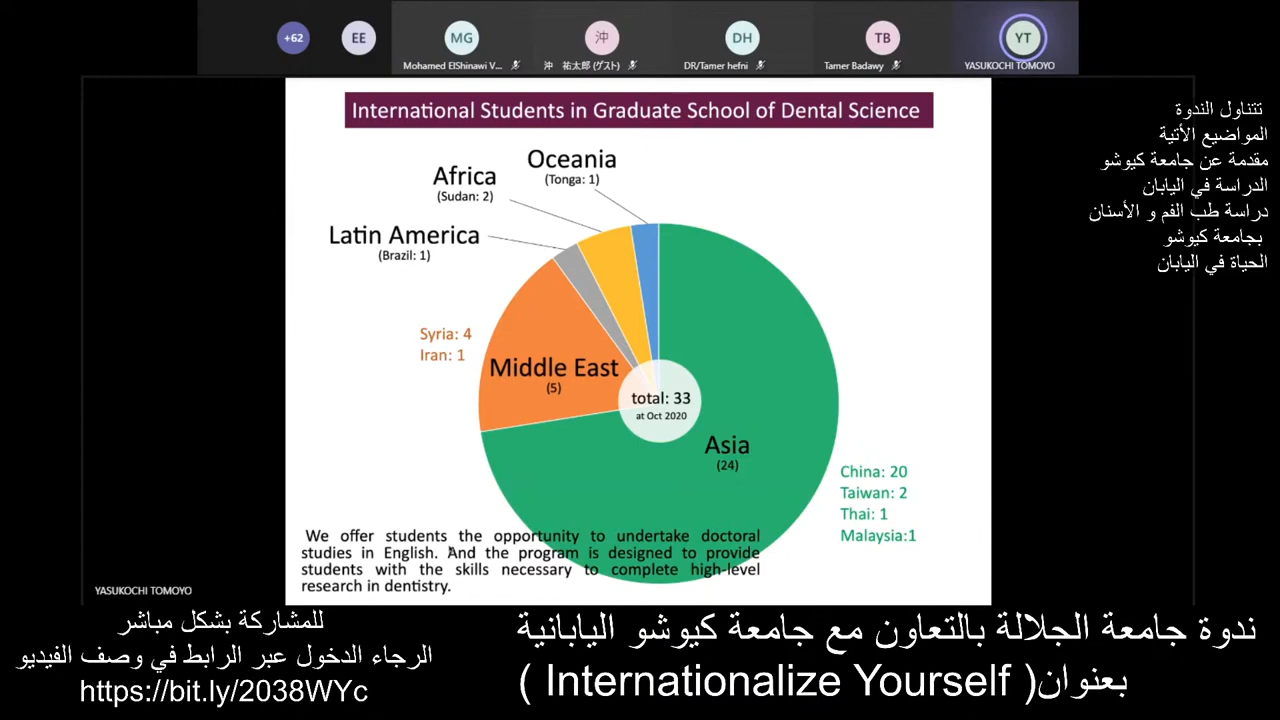 +62
EE
MG
Mohamed ElShinawi V...
沖
沖 祐太郎 (ゲスト)
DH
DR/Tamer hefni
TB
Tamer Badawy
YT
YASUKOCHI TOMOYO
International Students in Graduate School of Dental Science
Oceania
(Tonga: 1)
Africa
(Sudan: 2)
Latin America
(Brazil: 1)
Syria: 4
Iran: 1
Middle East
(5)
total: 33
at Oct 2020
Asia
(24)
China: 20
Taiwan: 2
Thai: 1
Malaysia:1
We offer students the opportunity to undertake doctoral
studies in English. And the program is designed to provide
students with the skills necessary to complete high-level
research in dentistry.
YASUKOCHI TOMOYO
تتناول الندوة
المواضيع الأتية
مقدمة عن جامعة كيوشو
الدراسة في اليابان
دراسة طب الفم و الأسنان
بجامعة كيوشو
الحياة في اليابان
للمشاركة بشكل مباشر
الرجاء الدخول عبر الرابط في وصف الفيديو
https://bit.ly/2038WYc
ندوة جامعة الجلالة بالتعاون مع جامعة كيوشو اليابانية
بعنوان( Internationalize Yourself )